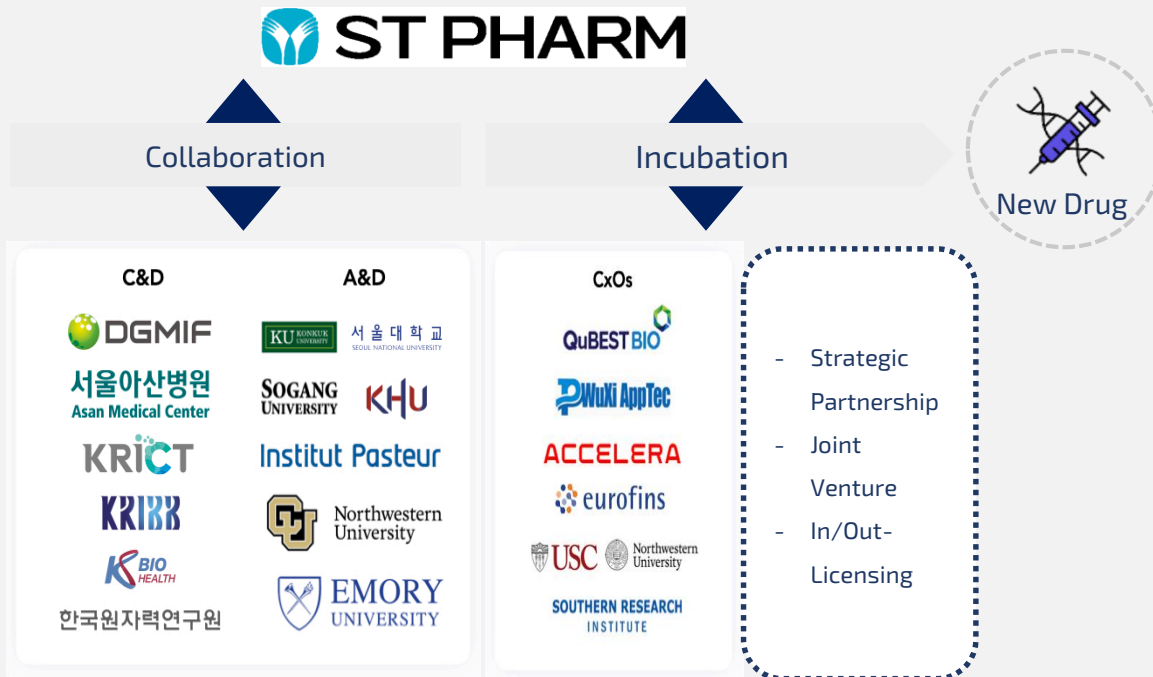 ST PHARM
Collaboration
Incubation
New Drug
C&D
DGMIF
서울아산병원
Asan Medical Center
KRICT
KRIBB
K BIO
HEALTH
한국원자력연구원
A&D
KU KONKUK
UNIVERSITY
서울대학교
SEOUL NATIONAL UNIVERSITY
SOGANG
UNIVERSITY
KHU
Institut Pasteur
CU
Northwestern
University
EMORY
UNIVERSITY
CxOs
QuBEST BIO
WuXi AppTec
ACCELERA
eurofins
USC
Northwestern
University
SOUTHERN RESEARCH
INSTITUTE
- Strategic
Partnership
- Joint
Venture
- In/Out-
Licensing